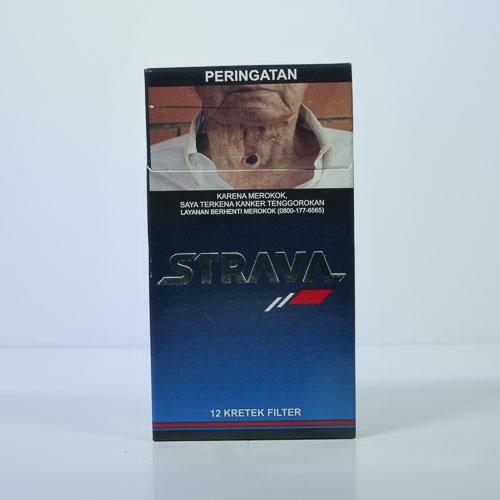 PERINGATAN
KARENA MEROKOK,
SAYA TERKENA KANKER TENGGOROKAN
LAYANAN BERHENTI MEROKOK (0800-177-6565)
STRAVA
12 KRETEK FILTER